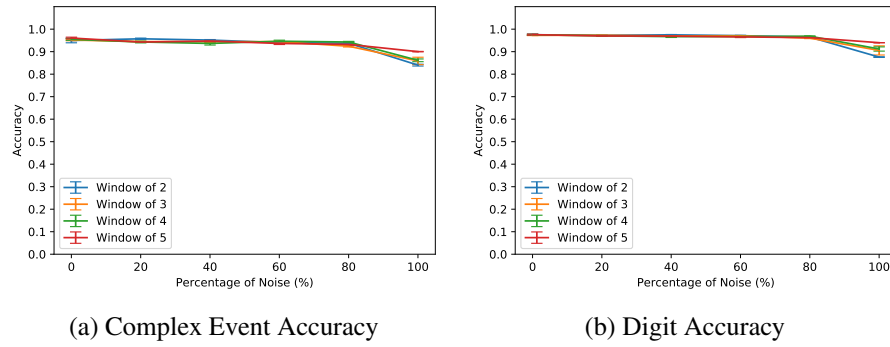 1.0
0.9
0.8
0.7
0.6
0.5
0.4
0.3
0.2
0.1
0.0
Accuracy
Window of 2
Window of 3
Window of 4
Window of 5
0 20 40 60 80 100
Percentage of Noise (%)
(a) Complex Event Accuracy
1.0
0.9
0.8
0.7
0.6
0.5
0.4
0.3
0.2
0.1
0.0
Accuracy
Window of 2
Window of 3
Window of 4
Window of 5
0 20 40 60 80 100
Percentage of Noise (%)
(b) Digit Accuracy